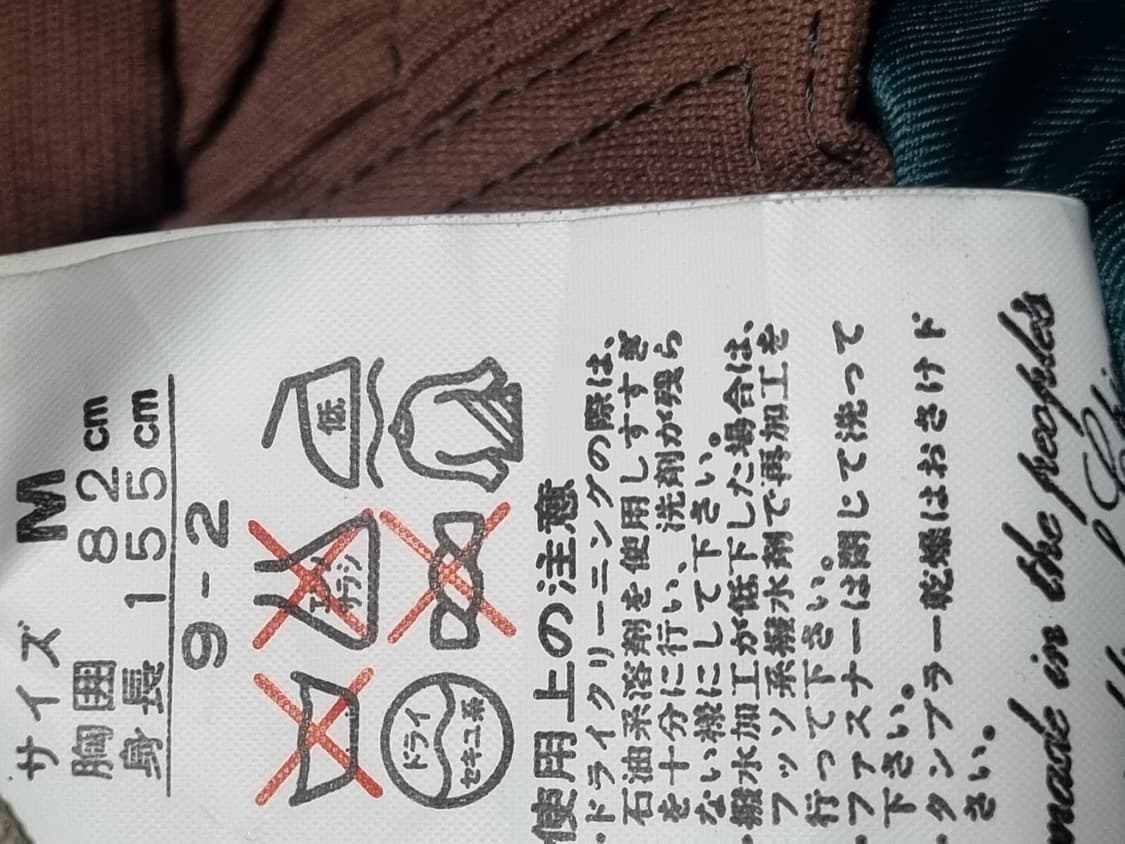 サイズ M
胸囲 82cm
身長 155cm
9-2
エンソ
サラシ
低
ドライ
セキユ系
使用上の注意
・ドライクリーニングの際は、
石油系溶剤を使用しすすぎ
を十分に行い、洗剤が残ら
ない様にして下さい。
・撥水加工が低下した場合は、
フッソ系撥水剤で再加工を
行って下さい。
・ファスナーは閉じて洗って
下さい。
・タンブラー乾燥はおさけ下
さい。
made in the people's